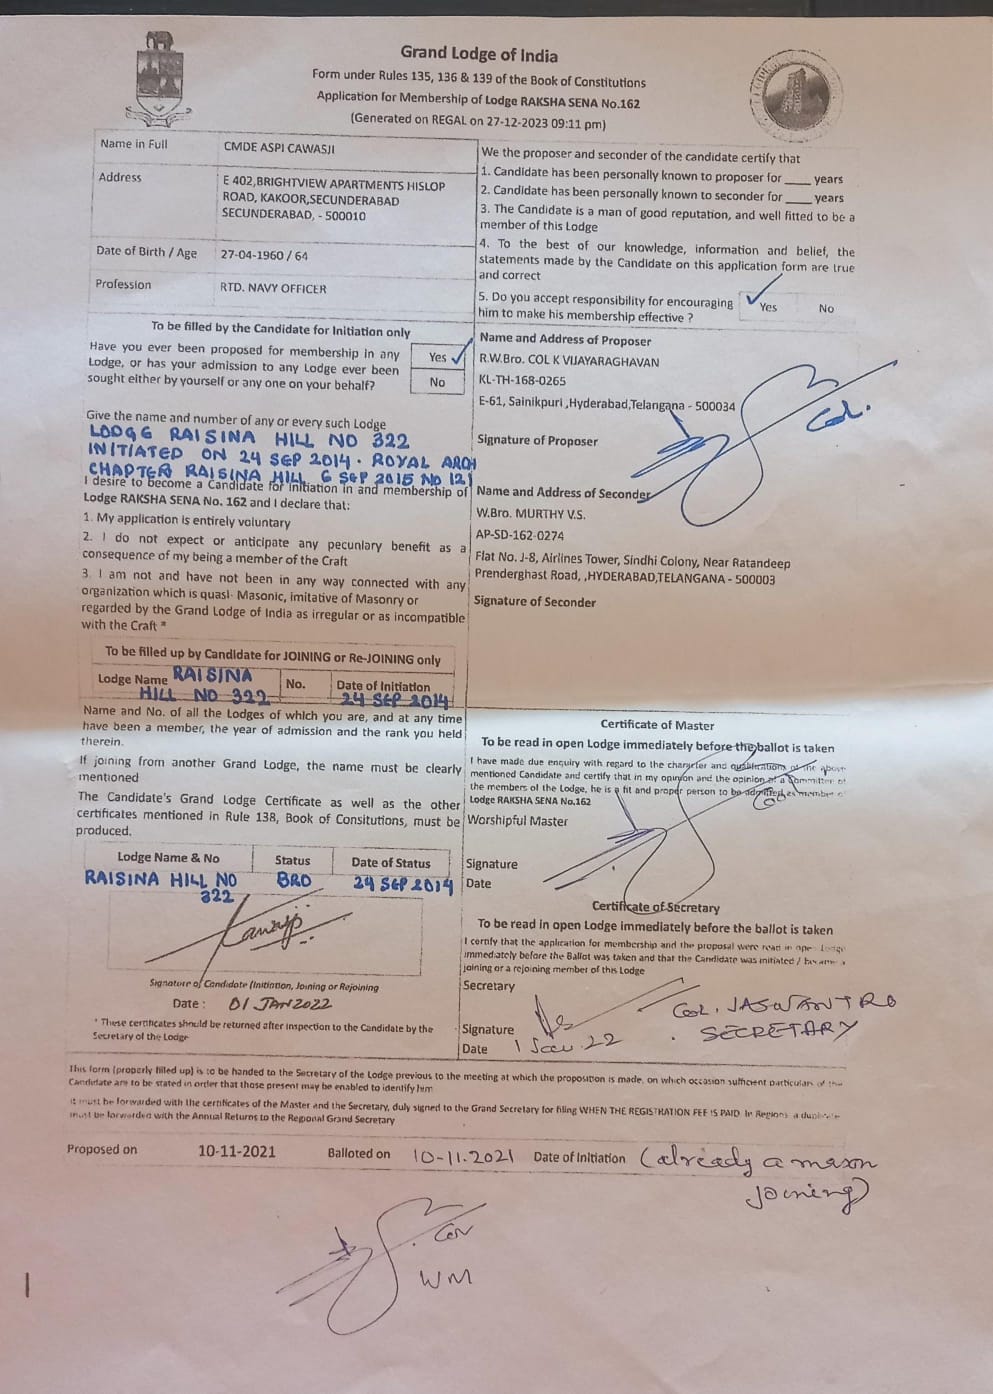 Grand Lodge of India
Form under Rules 135, 136 & 139 of the Book of Constitutions
Application for Membership of Lodge RAKSHA SENA No.162
(Generated on REGAL on 27-12-2023 09:11 pm)
Name in Full
CMDE ASPI CAWASJI
Address
E 402,BRIGHTVIEW APARTMENTS HISLOP
ROAD, KAKOOR,SECUNDERABAD
SECUNDERABAD, - 500010
Date of Birth / Age
27-04-1960 / 64
Profession
RTD. NAVY OFFICER
To be filled by the Candidate for Initiation only
Have you ever been proposed for membership in any
Lodge, or has your admission to any Lodge ever been
sought either by yourself or any one on your behalf?
Yes
No
Give the name and number of any or every such Lodge
LODGE RAISINA HILL NO 322
INITIATED ON 24 SEP 2014. ROYAL ARCH
CHAPTER RAISINA HILL 6 SEP 2015 NO 121
I desire to become a Candidate for Initiation in and membership of
Lodge RAKSHA SENA No. 162 and I declare that:
1. My application is entirely voluntary
2. I do not expect or anticipate any pecuniary benefit as a
consequence of my being a member of the Craft
3. I am not and have not been in any way connected with any
organization which is quasi- Masonic, imitative of Masonry or
regarded by the Grand Lodge of India as irregular or as incompatible
with the Craft *
To be filled up by Candidate for JOINING or Re-JOINING only
Lodge Name RAISINA
HILL NO 322
No.
Date of Initiation
24 SEP 2014
Name and No. of all the Lodges of which you are, and at any time
have been a member, the year of admission and the rank you held
therein.
If joining from another Grand Lodge, the name must be clearly
mentioned
The Candidate's Grand Lodge Certificate as well as the other
certificates mentioned in Rule 138, Book of Consitutions, must be
produced.
Lodge Name & No
Status
Date of Status
RAISINA HILL NO
322
BRO
24 SEP 2014
Cawasji
Signature of Candidate (Initiation, Joining or Rejoining
Date : 01 JAN 2022
* These certificates should be returned after inspection to the Candidate by the
Secretary of the Lodge
We the proposer and seconder of the candidate certify that
1. Candidate has been personally known to proposer for ____ years
2. Candidate has been personally known to seconder for ____ years
3. The Candidate is a man of good reputation, and well fitted to be a
member of this Lodge
4. To the best of our knowledge, information and belief, the
statements made by the Candidate on this application form are true
and correct
5. Do you accept responsibility for encouraging
him to make his membership effective ?
Yes
No
Name and Address of Proposer
R.W.Bro. COL K VIJAYARAGHAVAN
KL-TH-168-0265
E-61, Sainikpuri ,Hyderabad,Telangana - 500034
Signature of Proposer
Col.
Name and Address of Seconder
W.Bro. MURTHY V.S.
AP-SD-162-0274
Flat No. J-8, Airlines Tower, Sindhi Colony, Near Ratandeep
Prenderghast Road, ,HYDERABAD,TELANGANA - 500003
Signature of Seconder
Certificate of Master
To be read in open Lodge immediately before the ballot is taken
I have made due enquiry with regard to the character and qualifications of the above
mentioned Candidate and certify that in my opinion and the opinion of a Committee of
the members of the Lodge, he is a fit and proper person to be admitted as member of
Lodge RAKSHA SENA No.162
Worshipful Master
Signature
Date
Certificate of Secretary
To be read in open Lodge immediately before the ballot is taken
I certify that the application for membership and the proposal were read in open Lodge
immediately before the Ballot was taken and that the Candidate was initiated / became a
joining or a rejoining member of this Lodge
Secretary
Signature
COL. JASWANT RO
SECRETARY
Date 1 Jan 22
This form (properly filled up) is to be handed to the Secretary of the Lodge previous to the meeting at which the proposition is made, on which occasion sufficient particulars of the
Candidate are to be stated in order that those present may be enabled to identify him
It must be forwarded with the certificates of the Master and the Secretary, duly signed to the Grand Secretary for filing WHEN THE REGISTRATION FEE IS PAID. In Regions a duplicate
must be forwarded with the Annual Returns to the Regional Grand Secretary
Proposed on 10-11-2021 Balloted on 10-11.2021 Date of Initiation (already a mason
joining)
Col
WM